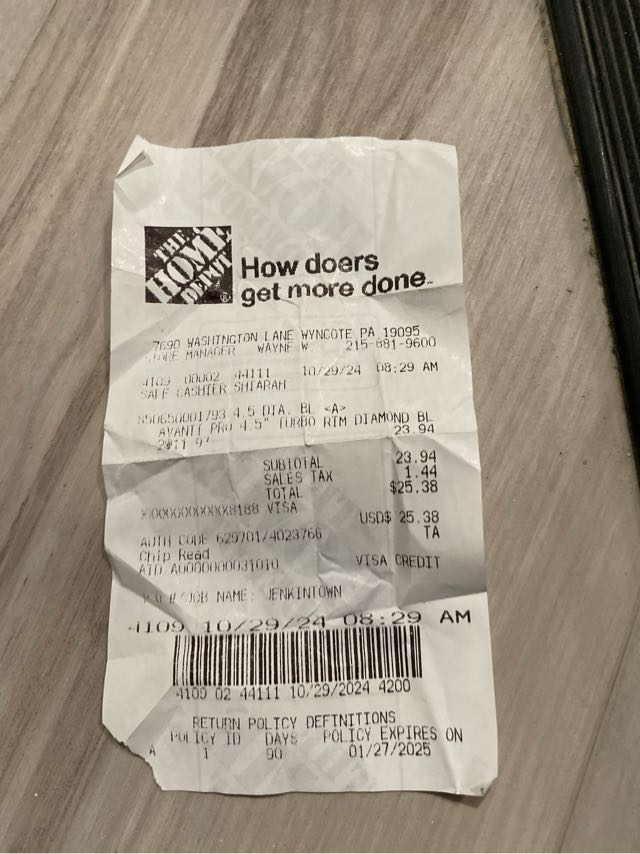 THE HOME DEPOT
How doers
get more done.
7690 WASHINGTON LANE WYNCOTE PA 19095
STORE MANAGER WAYNE W. 215-881-9600
4109 00002 44111 10/29/24 08:29 AM
SALE CASHIER SHIARAH
850650001793 4.5 DIA. BL <A>
AVANTI PRO 4.5" TURBO RIM DIAMOND BL
23.94
SUBTOTAL 23.94
SALES TAX 1.44
TOTAL $25.38
XXXXXXXXXXXX8188 VISA
USD$ 25.38
AUTH CODE 629701/4023766 TA
Chip Read
AID A0000000031010 VISA CREDIT
JOB NAME: JENKINTOWN
4109 10/29/24 08:29 AM
4109 02 44111 10/29/2024 4200
RETURN POLICY DEFINITIONS
POLICY ID DAYS POLICY EXPIRES ON
A 1 90 01/27/2025